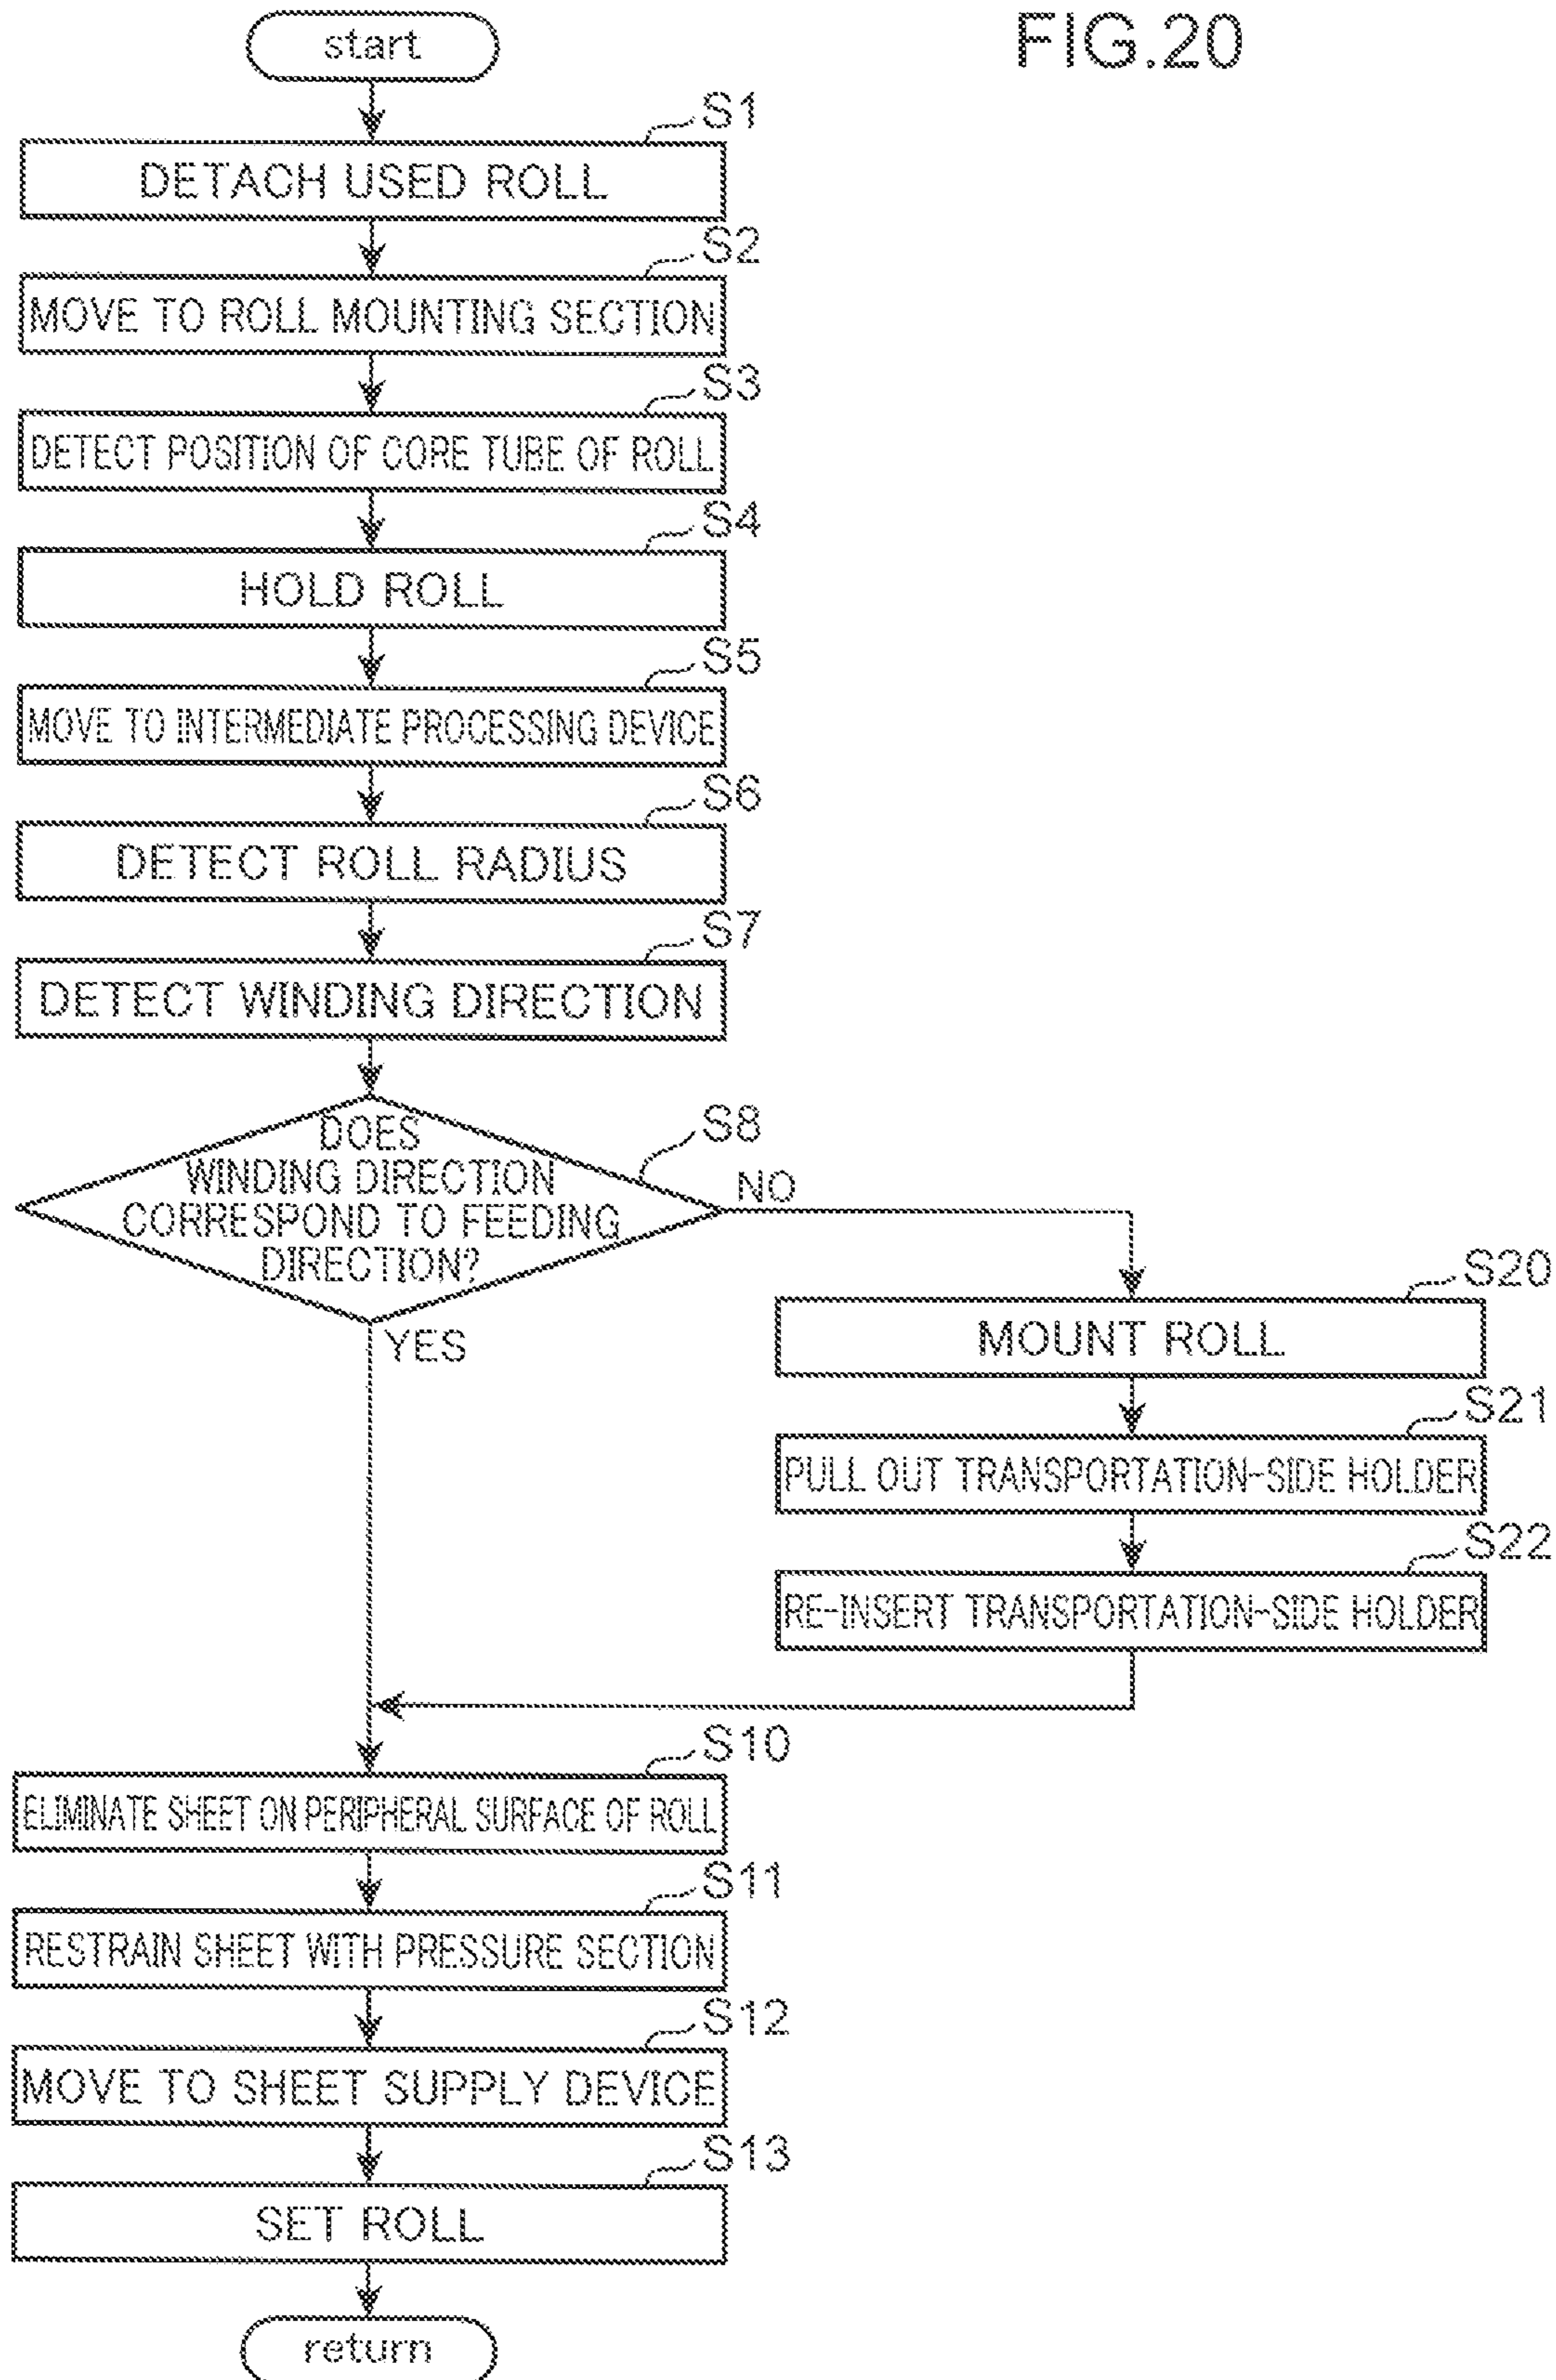 FIG.20
start
S1
DETACH USED ROLL
S2
MOVE TO ROLL MOUNTING SECTION
S3
DETECT POSITION OF CORE TUBE OF ROLL
S4
HOLD ROLL
S5
MOVE TO INTERMEDIATE PROCESSING DEVICE
S6
DETECT ROLL RADIUS
S7
DETECT WINDING DIRECTION
S8
DOES
WINDING DIRECTION
CORRESPOND TO FEEDING
DIRECTION?
NO
YES
S20
MOUNT ROLL
S21
PULL OUT TRANSPORTATION-SIDE HOLDER
S22
RE-INSERT TRANSPORTATION-SIDE HOLDER
S10
ELIMINATE SHEET ON PERIPHERAL SURFACE OF ROLL
S11
RESTRAIN SHEET WITH PRESSURE SECTION
S12
MOVE TO SHEET SUPPLY DEVICE
S13
SET ROLL
return